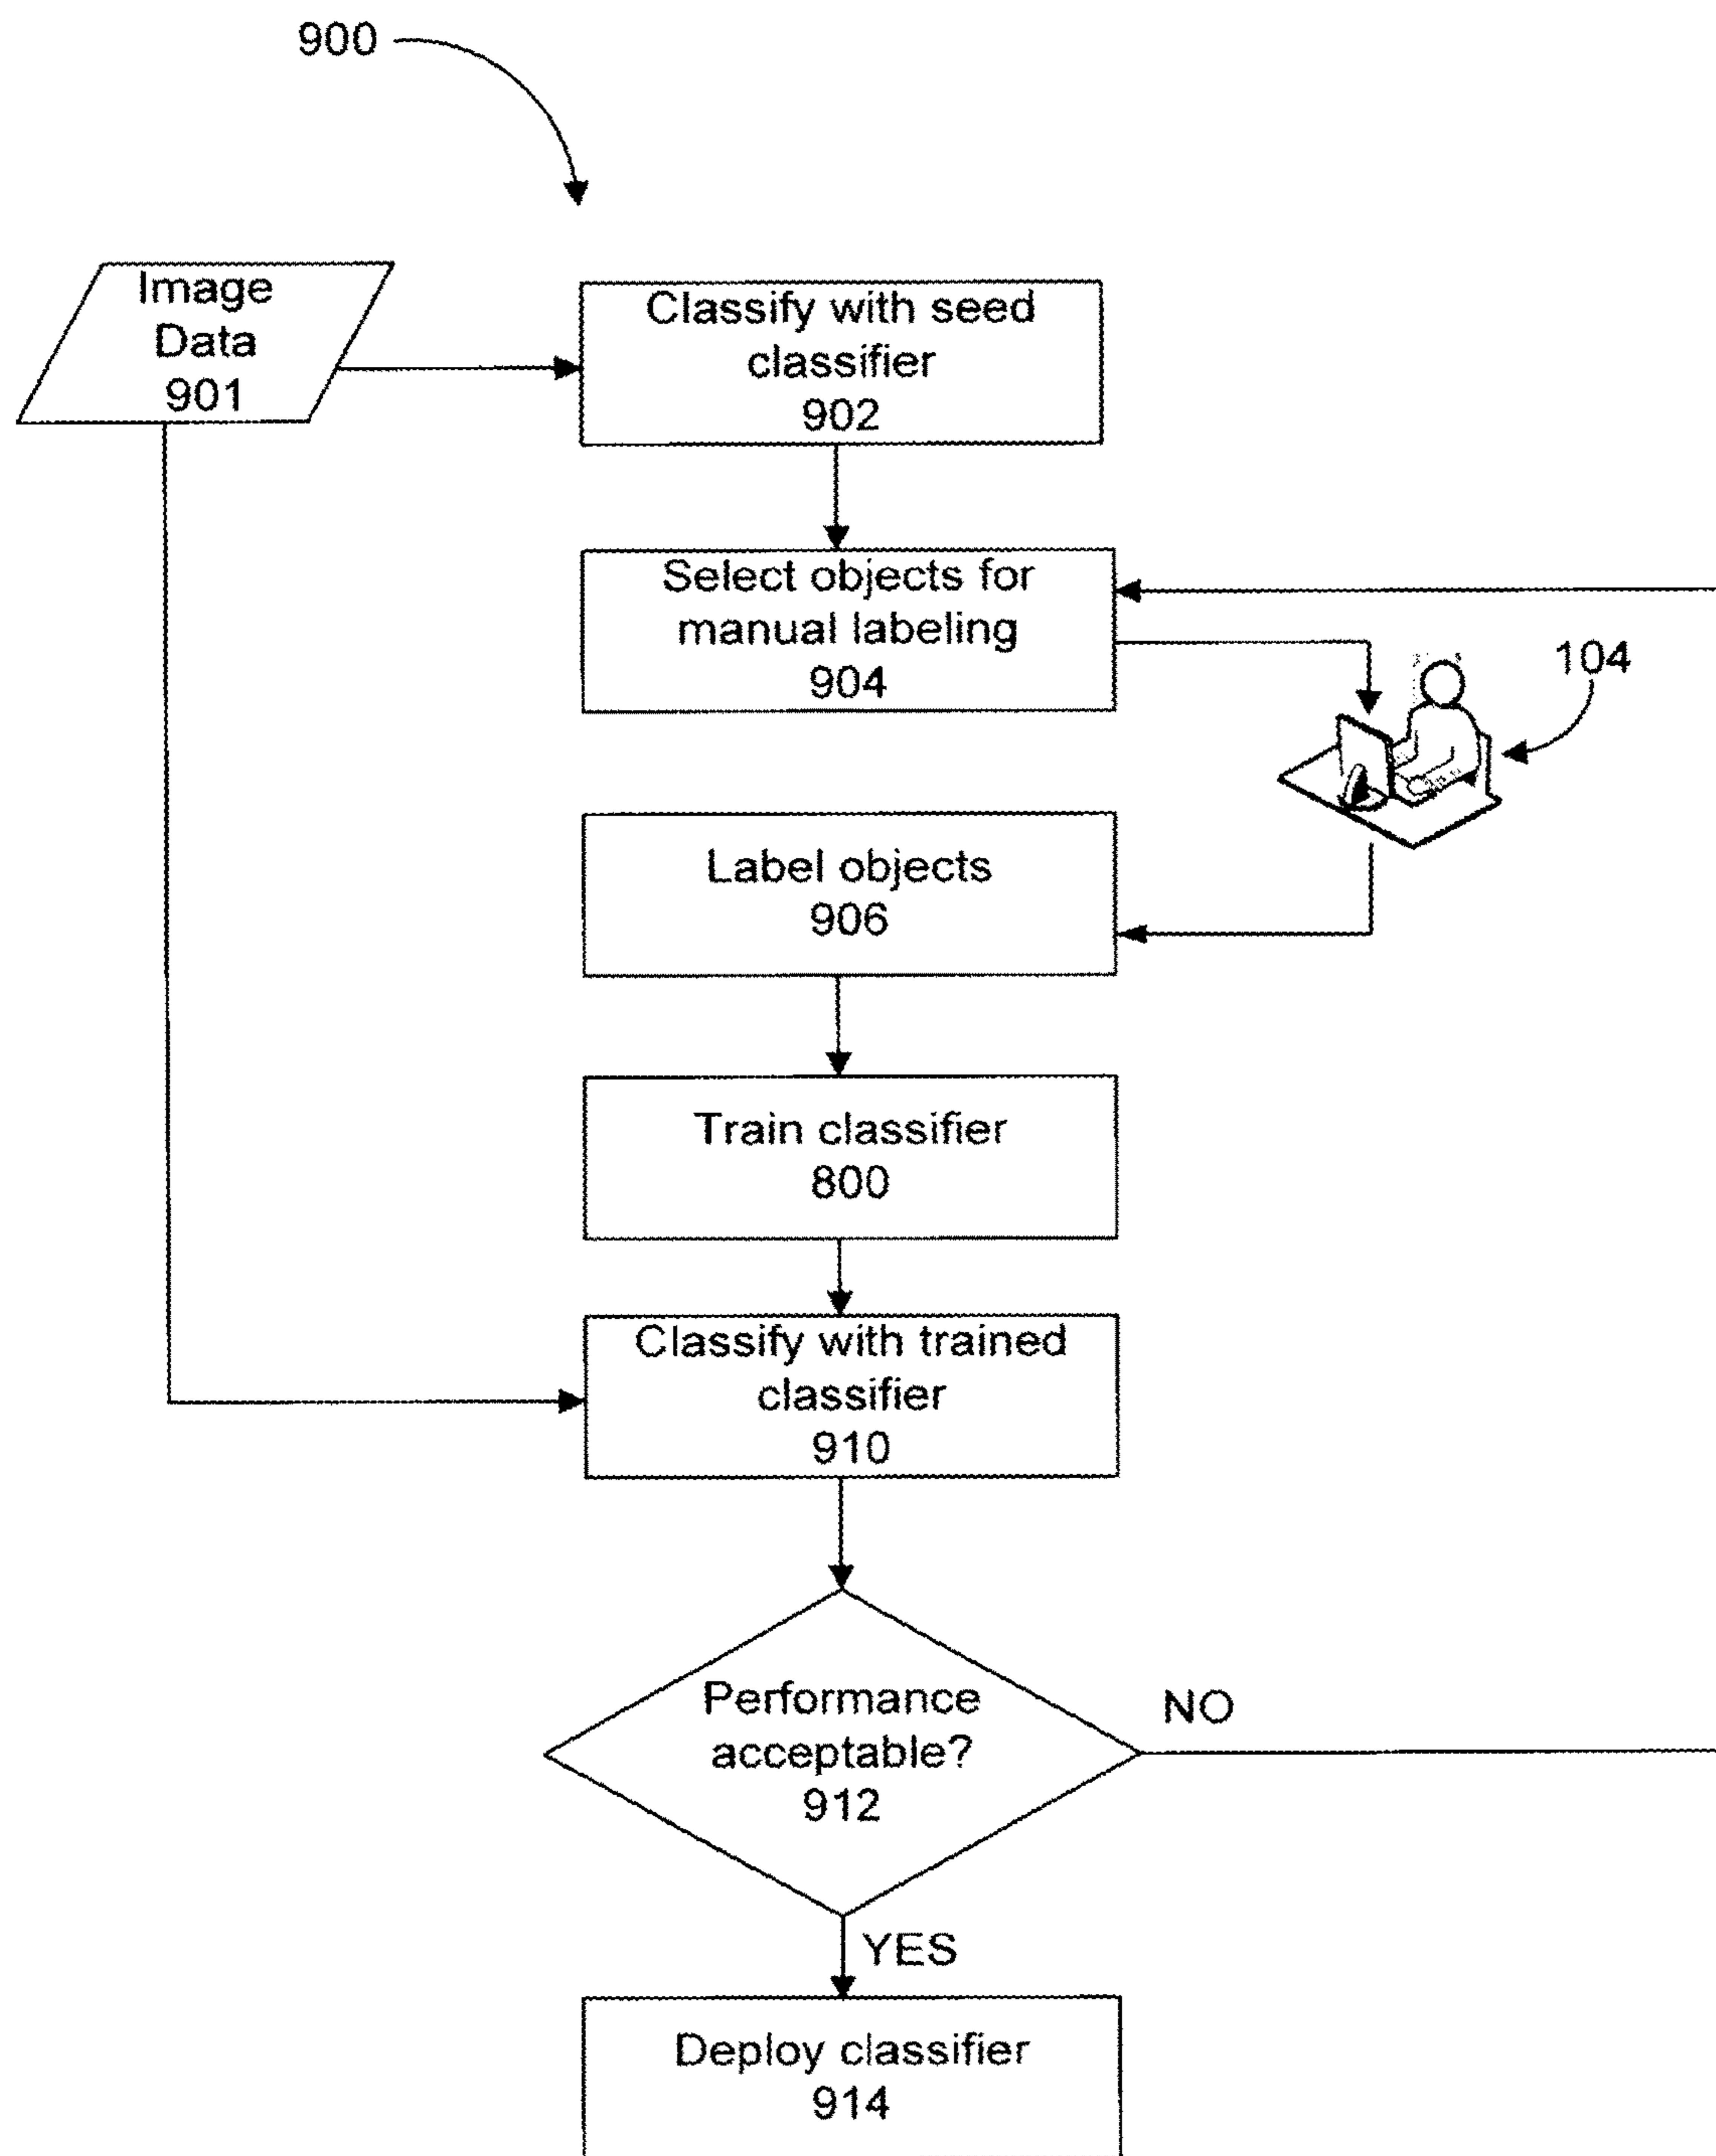 900
Image
Data
901
Classify with seed
classifier
902
Select objects for
manual labeling
904
104
Label objects
906
Train classifier
800
Classify with trained
classifier
910
Performance
acceptable?
912
NO
YES
Deploy classifier
914